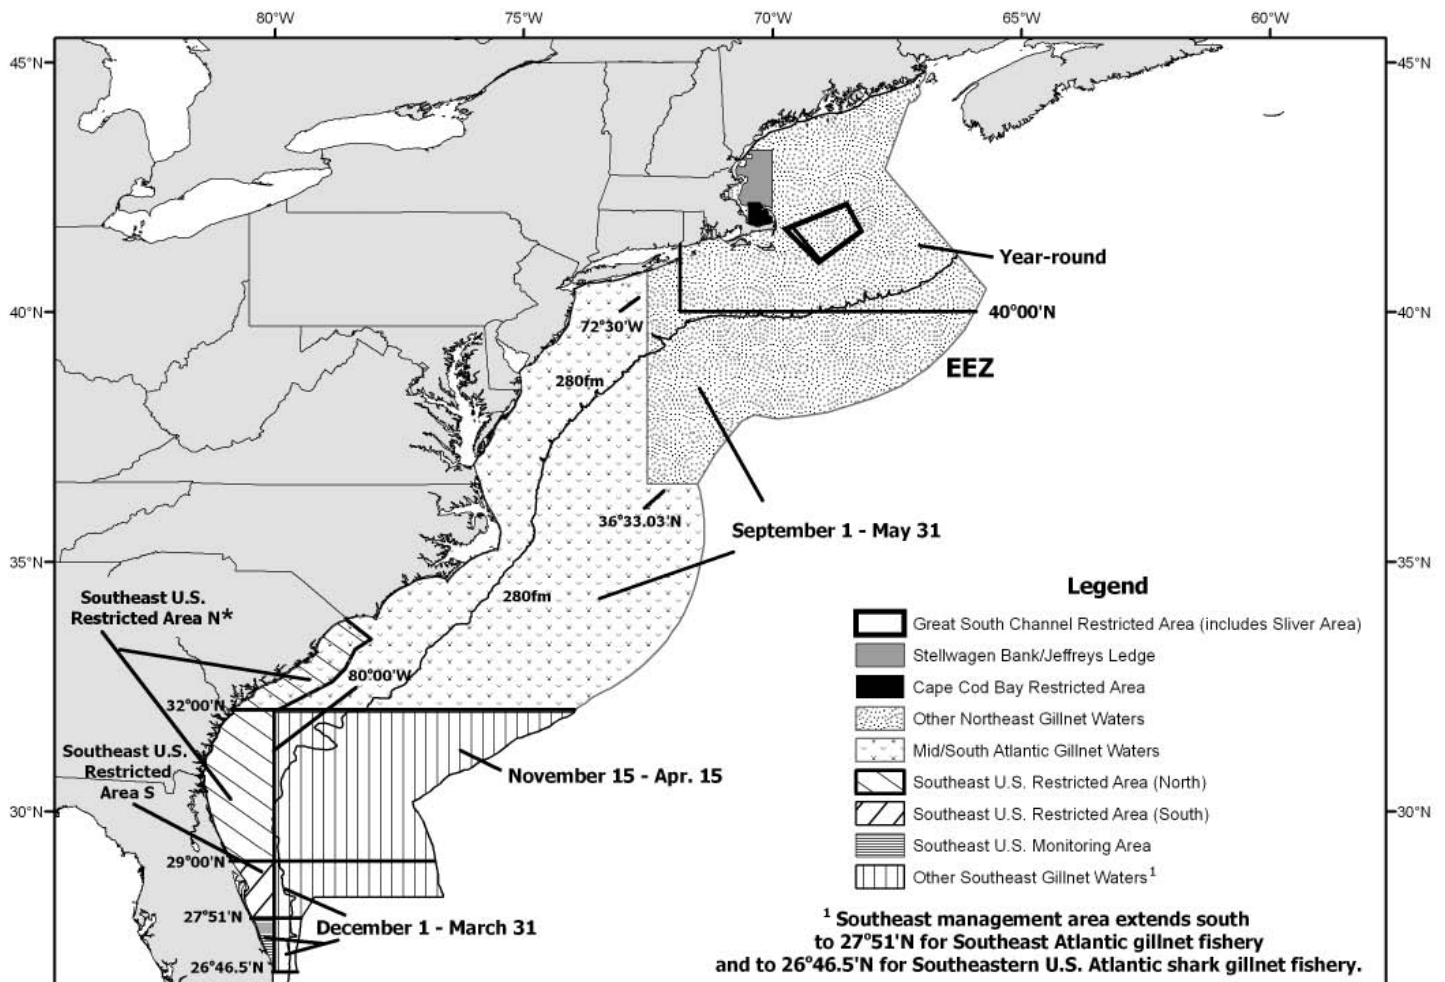 80°W
75°W
70°W
65°W
60°W
45°N
45°N
Year-round
40°N
40°00'N
40°N
72°30'W
EEZ
280fm
36°33.03'N
September 1 - May 31
35°N
35°N
Legend
280fm
Southeast U.S.
Restricted Area N*
Great South Channel Restricted Area (includes Sliver Area)
Stellwagen Bank/Jeffreys Ledge
80°00'W
Cape Cod Bay Restricted Area
32°00'N
Other Northeast Gillnet Waters
Southeast U.S.
Restricted
Area S
Mid/South Atlantic Gillnet Waters
November 15 - Apr. 15
Southeast U.S. Restricted Area (North)
30°N
Southeast U.S. Restricted Area (South)
30°N
Southeast U.S. Monitoring Area
29°00'N
Other Southeast Gillnet Waters¹
27°51'N
December 1 - March 31
¹ Southeast management area extends south
to 27°51'N for Southeast Atlantic gillnet fishery
and to 26°46.5'N for Southeastern U.S. Atlantic shark gillnet fishery.
26°46.5'N